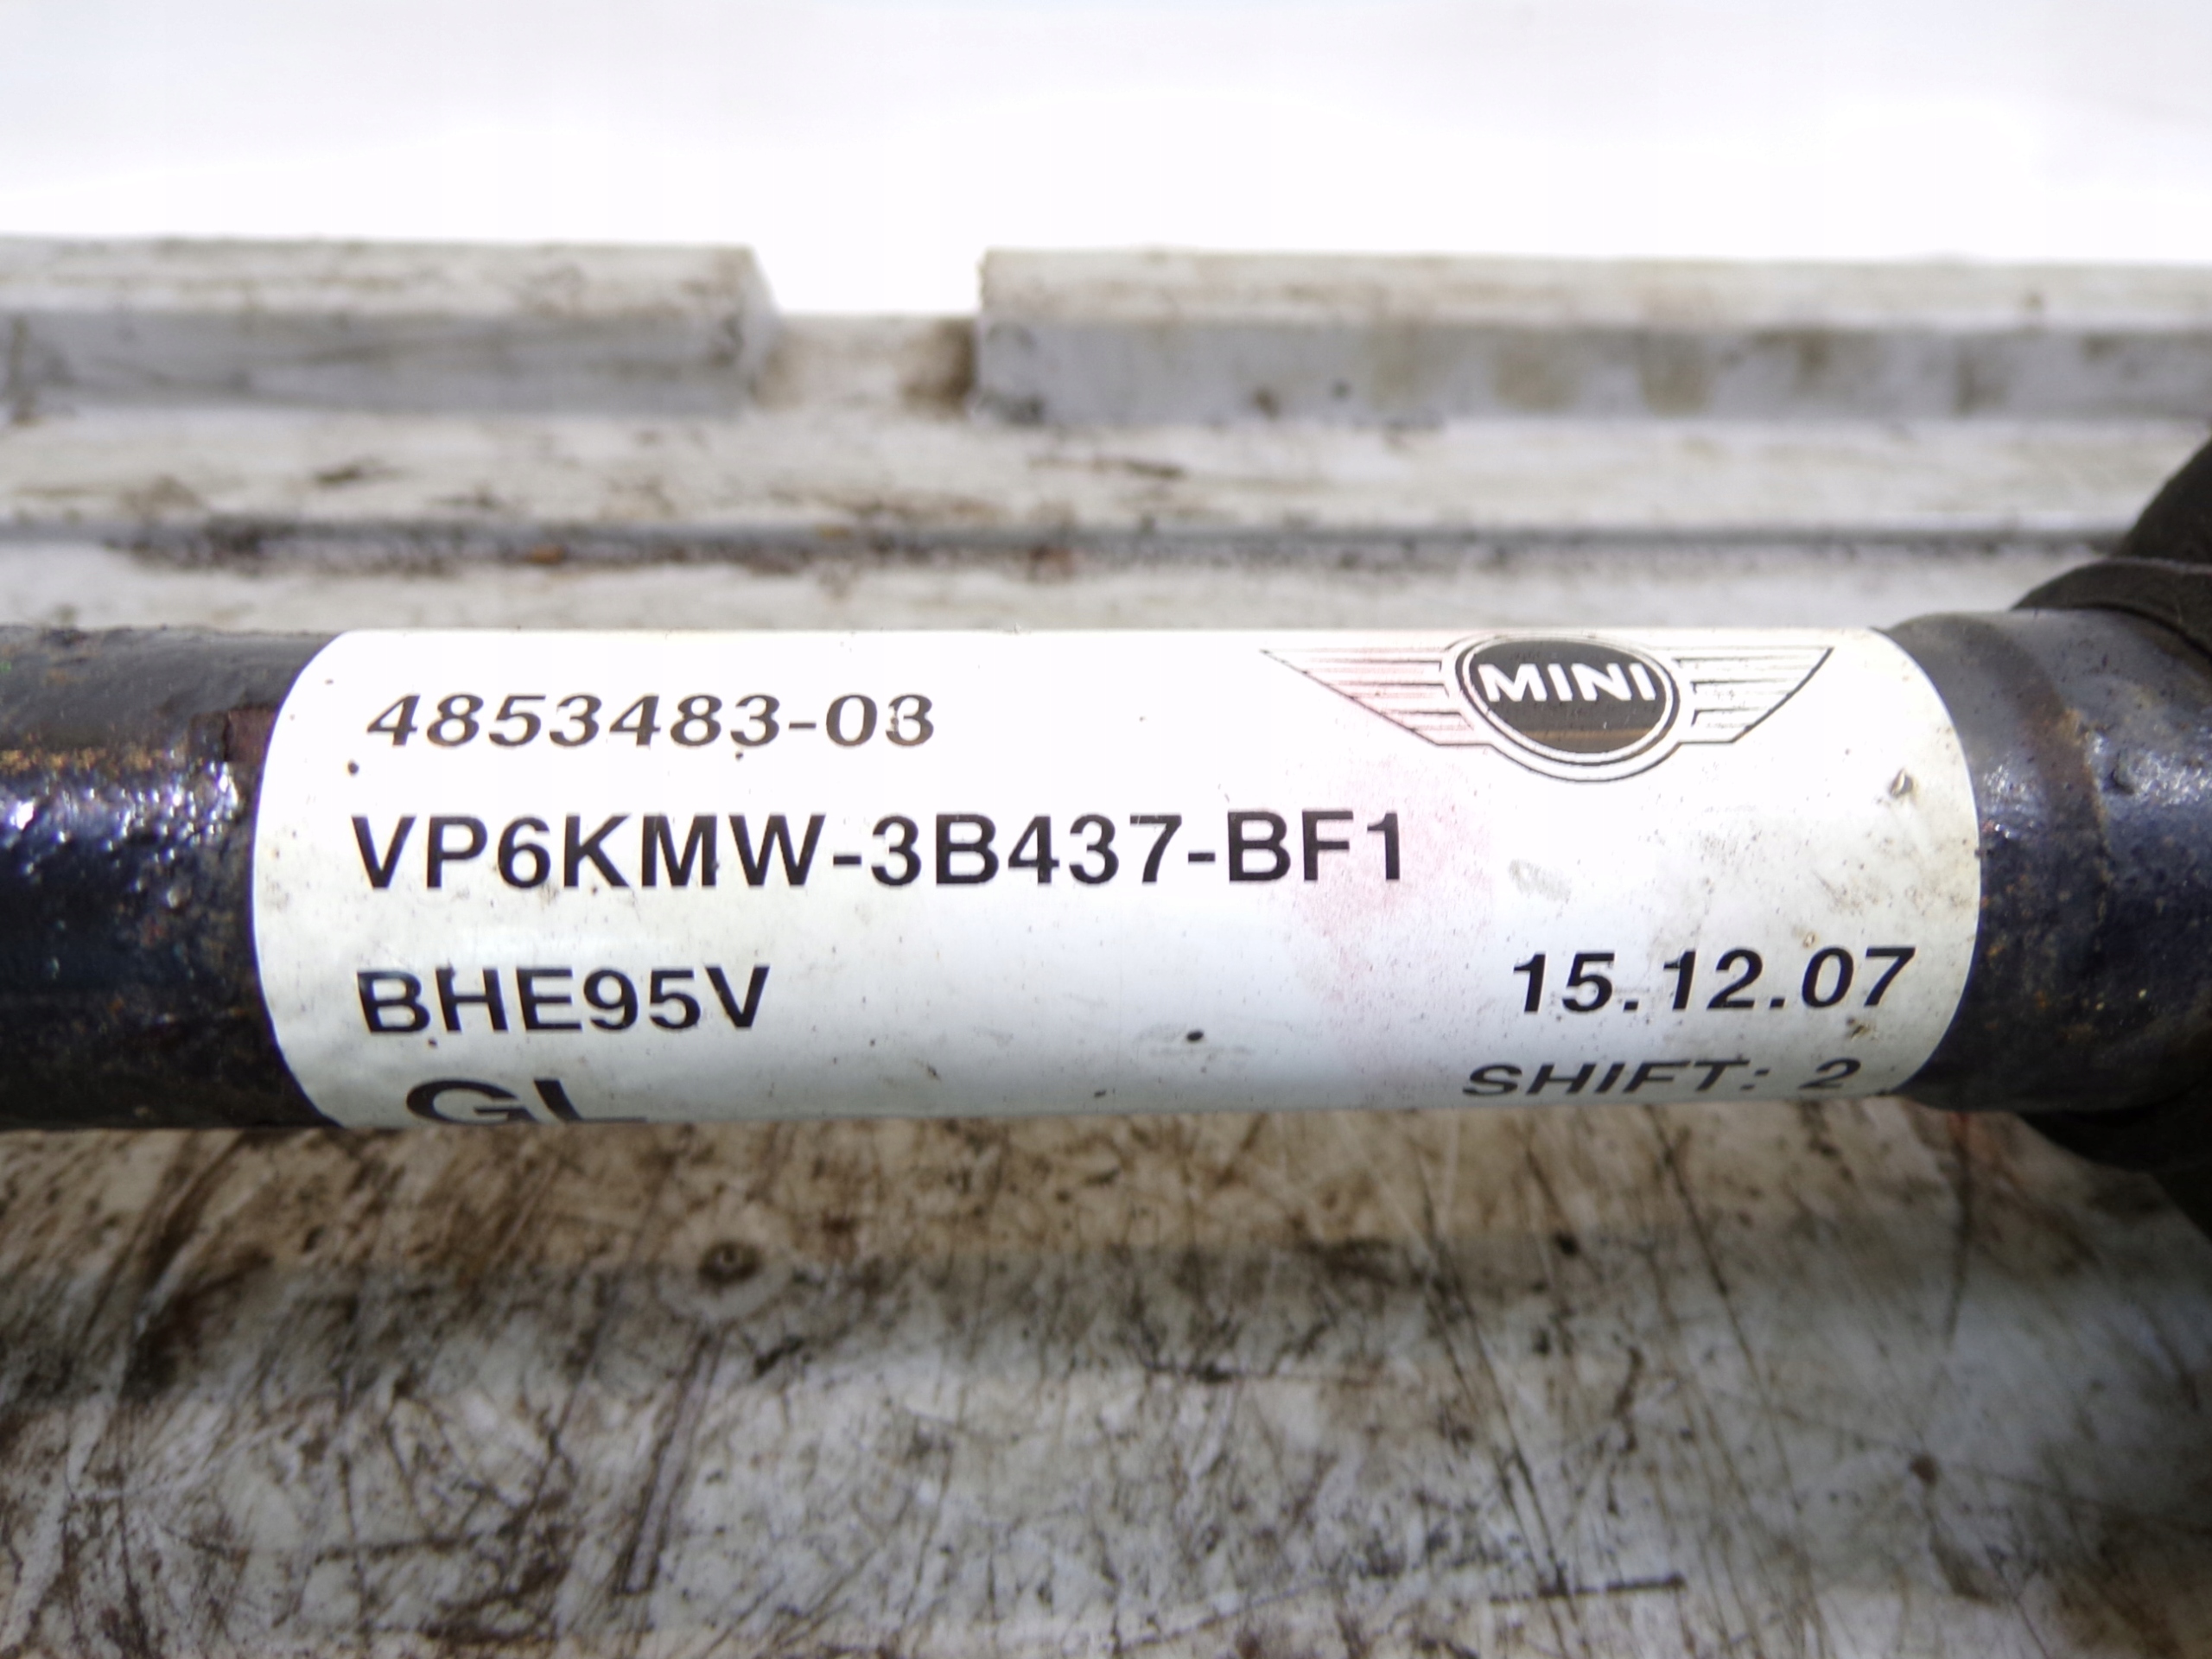 4853483-03
MINI
VP6KMW-3B437-BF1
BHE95V
15.12.07
GL
SHIFT: 2